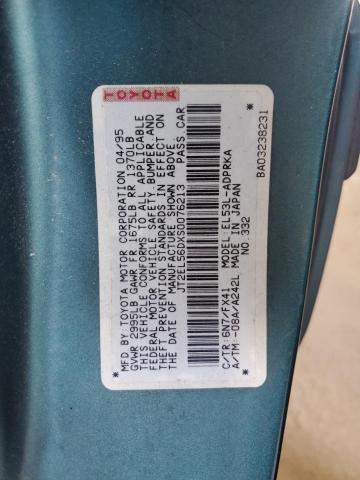 TOYOTA
MFD BY TOYOTA MOTOR CORPORATION 04/95
GVWR 2995LB GAWR FR 1675LB RR 1370LB
THIS VEHICLE CONFORMS TO ALL APPLICABLE
FEDERAL MOTOR VEHICLE SAFETY BUMPER,AND
THEFT PREVENTION STANDARDS IN EFFECT ON
THE DATE OF MANUFACTURE SHOWN ABOVE.
JT2EL56DXS0076213 PASS CAR
BA03238231
C/TR:6N7/FX41 MODEL:EL53L-ADPRKA
A/TM:-08A/A242L MADE IN JAPAN
NO 332